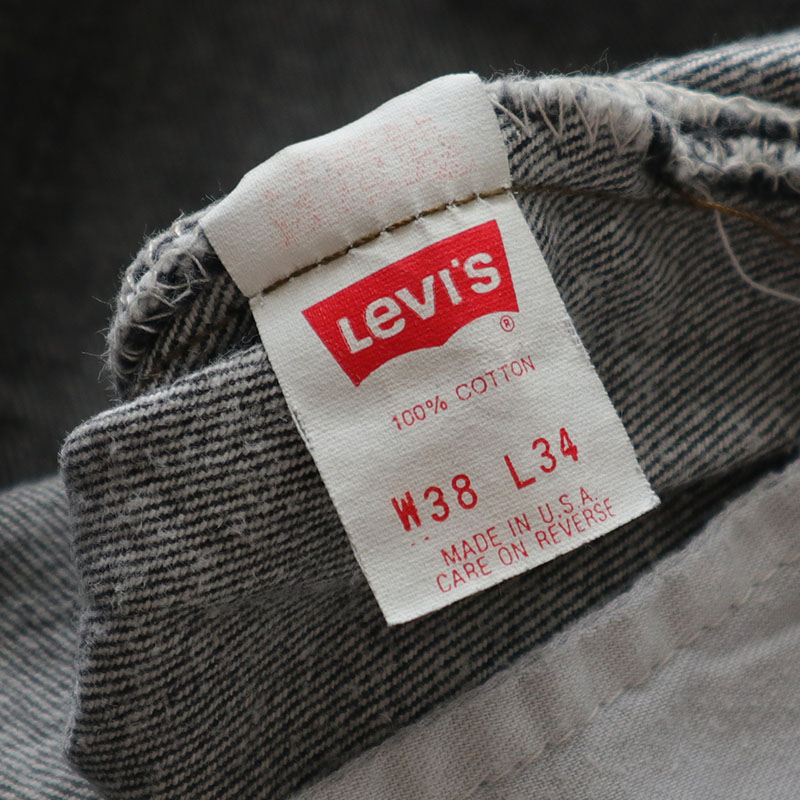 Levi's®
100% COTTON
W38 L34
MADE IN U.S.A.
CARE ON REVERSE